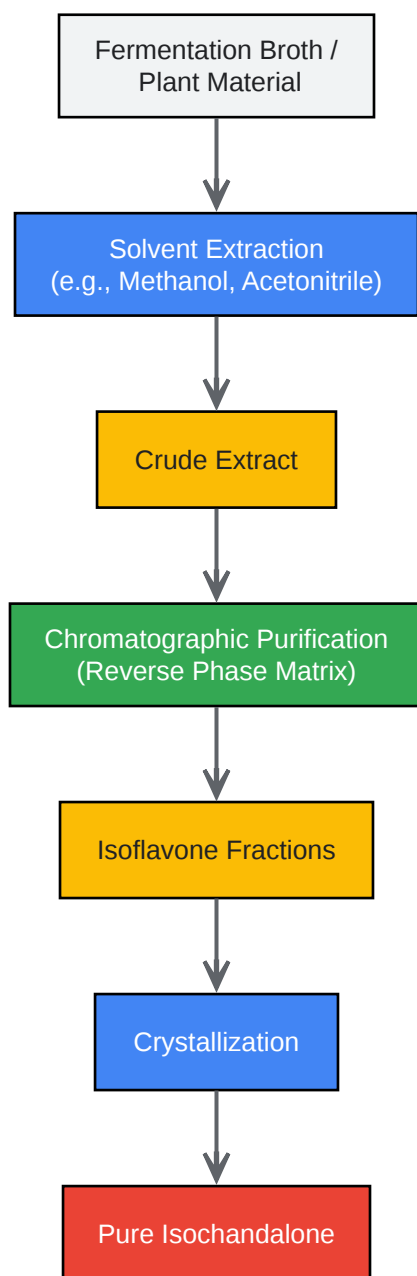 Fermentation Broth /
Plant Material
Solvent Extraction
(e.g., Methanol, Acetonitrile)
Crude Extract
Chromatographic Purification
(Reverse Phase Matrix)
Isoflavone Fractions
Crystallization
Pure Isochandalone